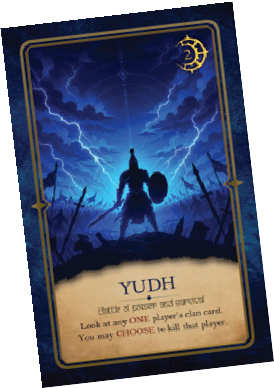 2
YUDH
Battle of power and survival
Look at any ONE player's clan card.
You may CHOOSE to kill that player.